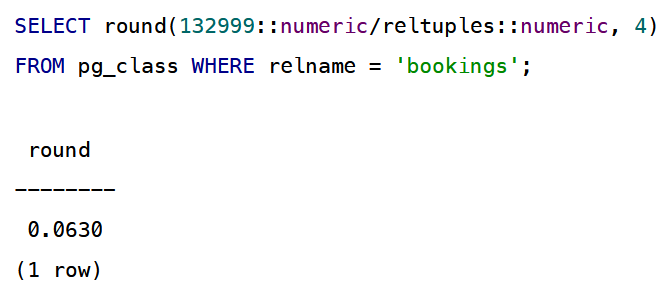 SELECT round(132999::numeric/reltuples::numeric, 4)
FROM pg_class WHERE relname = 'bookings';
round
--------
0.0630
(1 row)